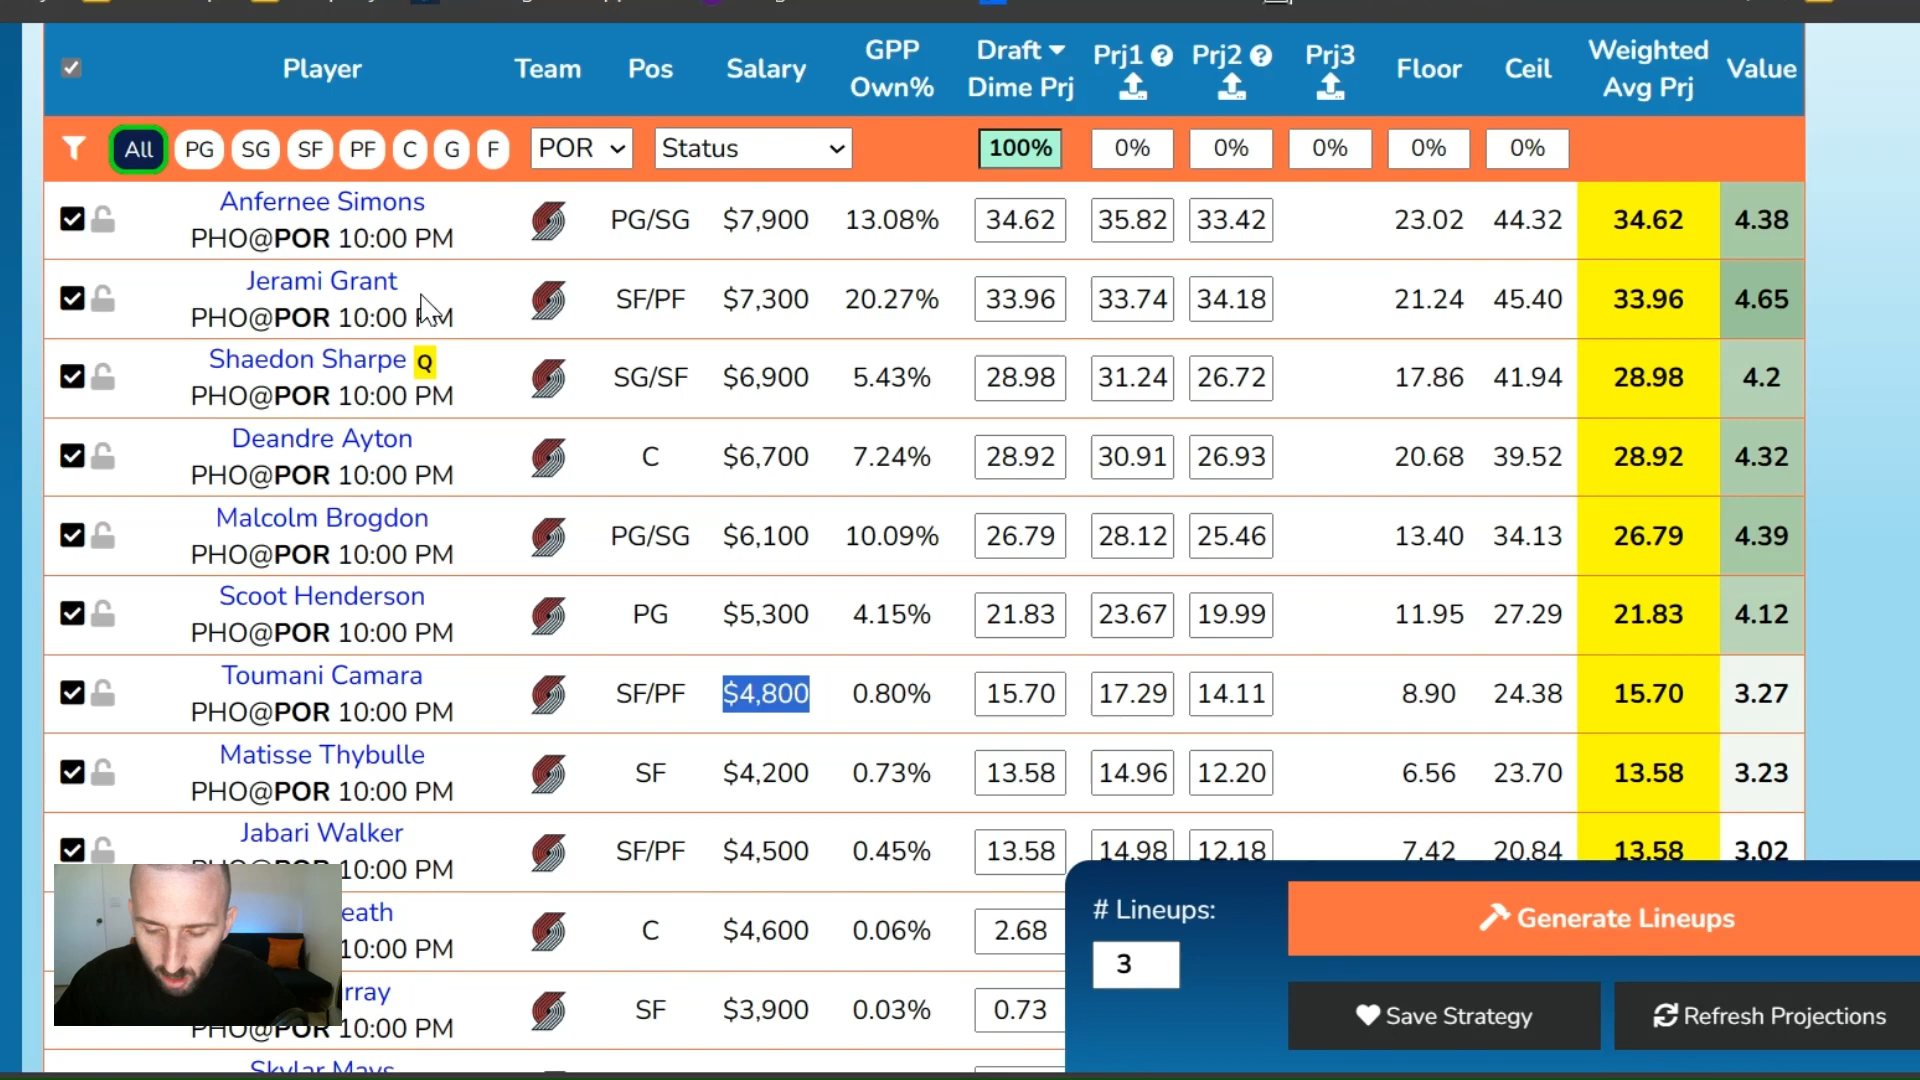 Player Team Pos Salary GPP Own% Draft Dime Prj Prj1 ? Prj2 ? Prj3 Floor Ceil Weighted Avg Prj Value
All PG SG SF PF C G F POR Status 100% 0% 0% 0% 0% 0%
Anfernee Simons
PHO@POR 10:00 PM PG/SG $7,900 13.08% 34.62 35.82 33.42 23.02 44.32 34.62 4.38
Jerami Grant
PHO@POR 10:00 PM SF/PF $7,300 20.27% 33.96 33.74 34.18 21.24 45.40 33.96 4.65
Shaedon Sharpe Q
PHO@POR 10:00 PM SG/SF $6,900 5.43% 28.98 31.24 26.72 17.86 41.94 28.98 4.2
Deandre Ayton
PHO@POR 10:00 PM C $6,700 7.24% 28.92 30.91 26.93 20.68 39.52 28.92 4.32
Malcolm Brogdon
PHO@POR 10:00 PM PG/SG $6,100 10.09% 26.79 28.12 25.46 13.40 34.13 26.79 4.39
Scoot Henderson
PHO@POR 10:00 PM PG $5,300 4.15% 21.83 23.67 19.99 11.95 27.29 21.83 4.12
Toumani Camara
PHO@POR 10:00 PM SF/PF $4,800 0.80% 15.70 17.29 14.11 8.90 24.38 15.70 3.27
Matisse Thybulle
PHO@POR 10:00 PM SF $4,200 0.73% 13.58 14.96 12.20 6.56 23.70 13.58 3.23
Jabari Walker
PHO@POR 10:00 PM SF/PF $4,500 0.45% 13.58 14.98 12.18 7.42 20.84 13.58 3.02
eath
10:00 PM C $4,600 0.06% 2.68
rray
PHO@POR 10:00 PM SF $3,900 0.03% 0.73
Skylar Mays
# Lineups:
3
Generate Lineups
Save Strategy
Refresh Projections